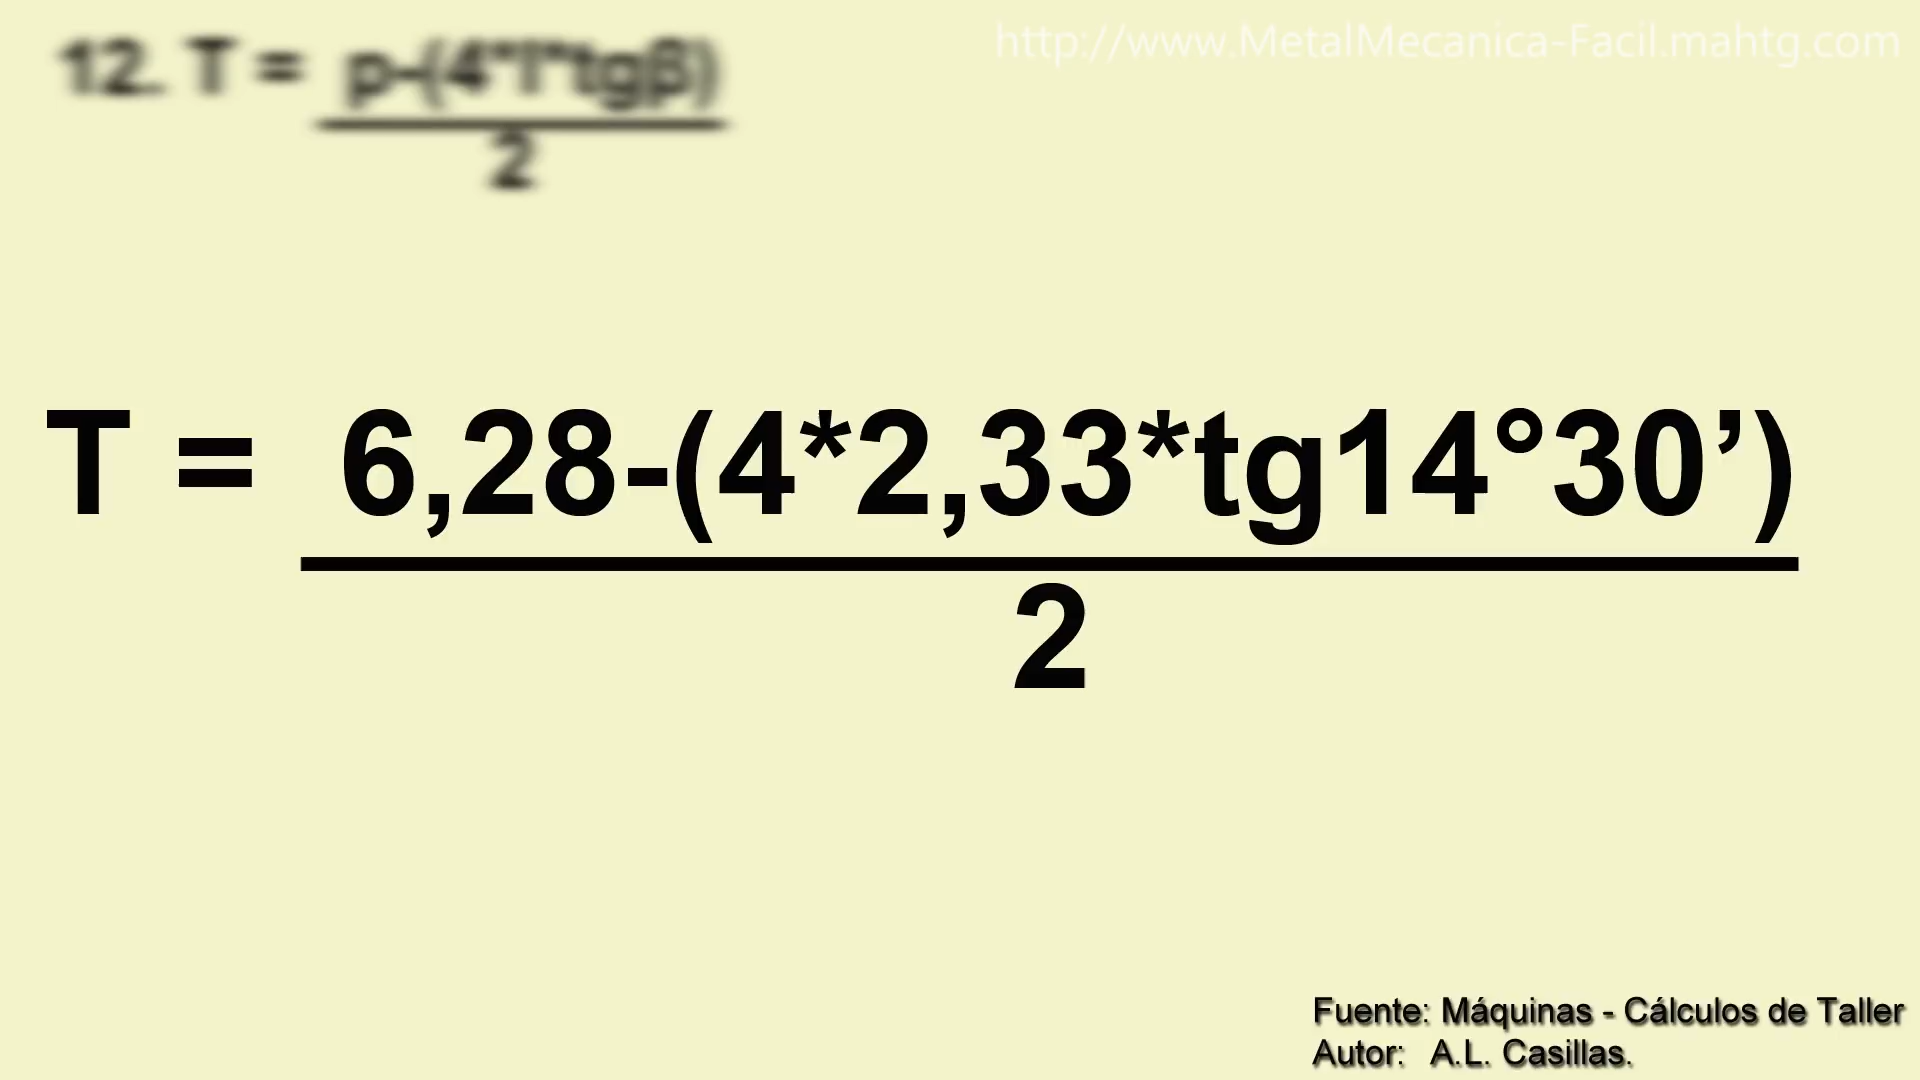 http://www.MetalMecanica-Facil.mahtg.com
12. T = p-(4*l*tgβ)
2
T = 6,28-(4*2,33*tg14°30’)
2
Fuente: Máquinas - Cálculos de Taller
Autor: A.L. Casillas.